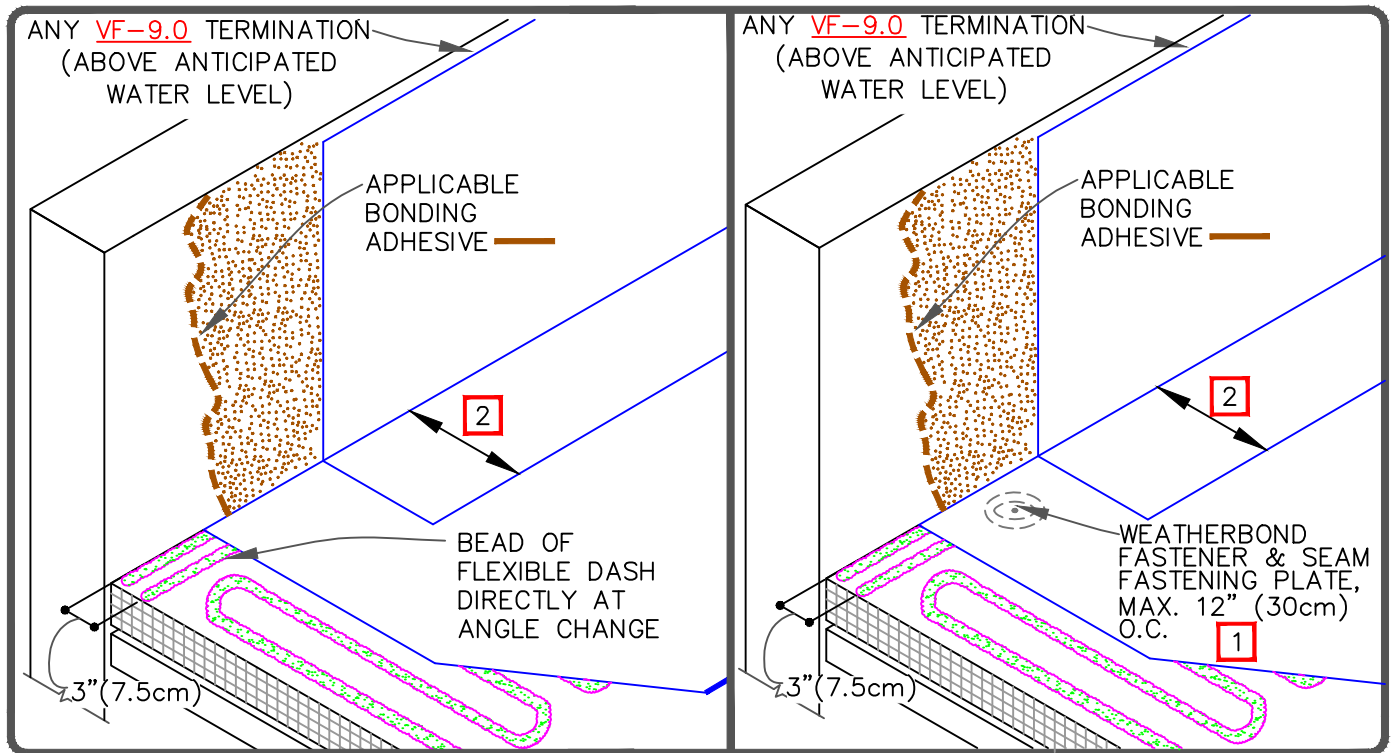 ANY VF-9.0 TERMINATION
(ABOVE ANTICIPATED
WATER LEVEL)
APPLICABLE
BONDING
ADHESIVE
2
BEAD OF
FLEXIBLE DASH
DIRECTLY AT
ANGLE CHANGE
3"(7.5cm)
ANY VF-9.0 TERMINATION
(ABOVE ANTICIPATED
WATER LEVEL)
APPLICABLE
BONDING
ADHESIVE
2
WEATHERBOND
FASTENER & SEAM
FASTENING PLATE,
MAX. 12" (30cm)
O.C.
1
3"(7.5cm)